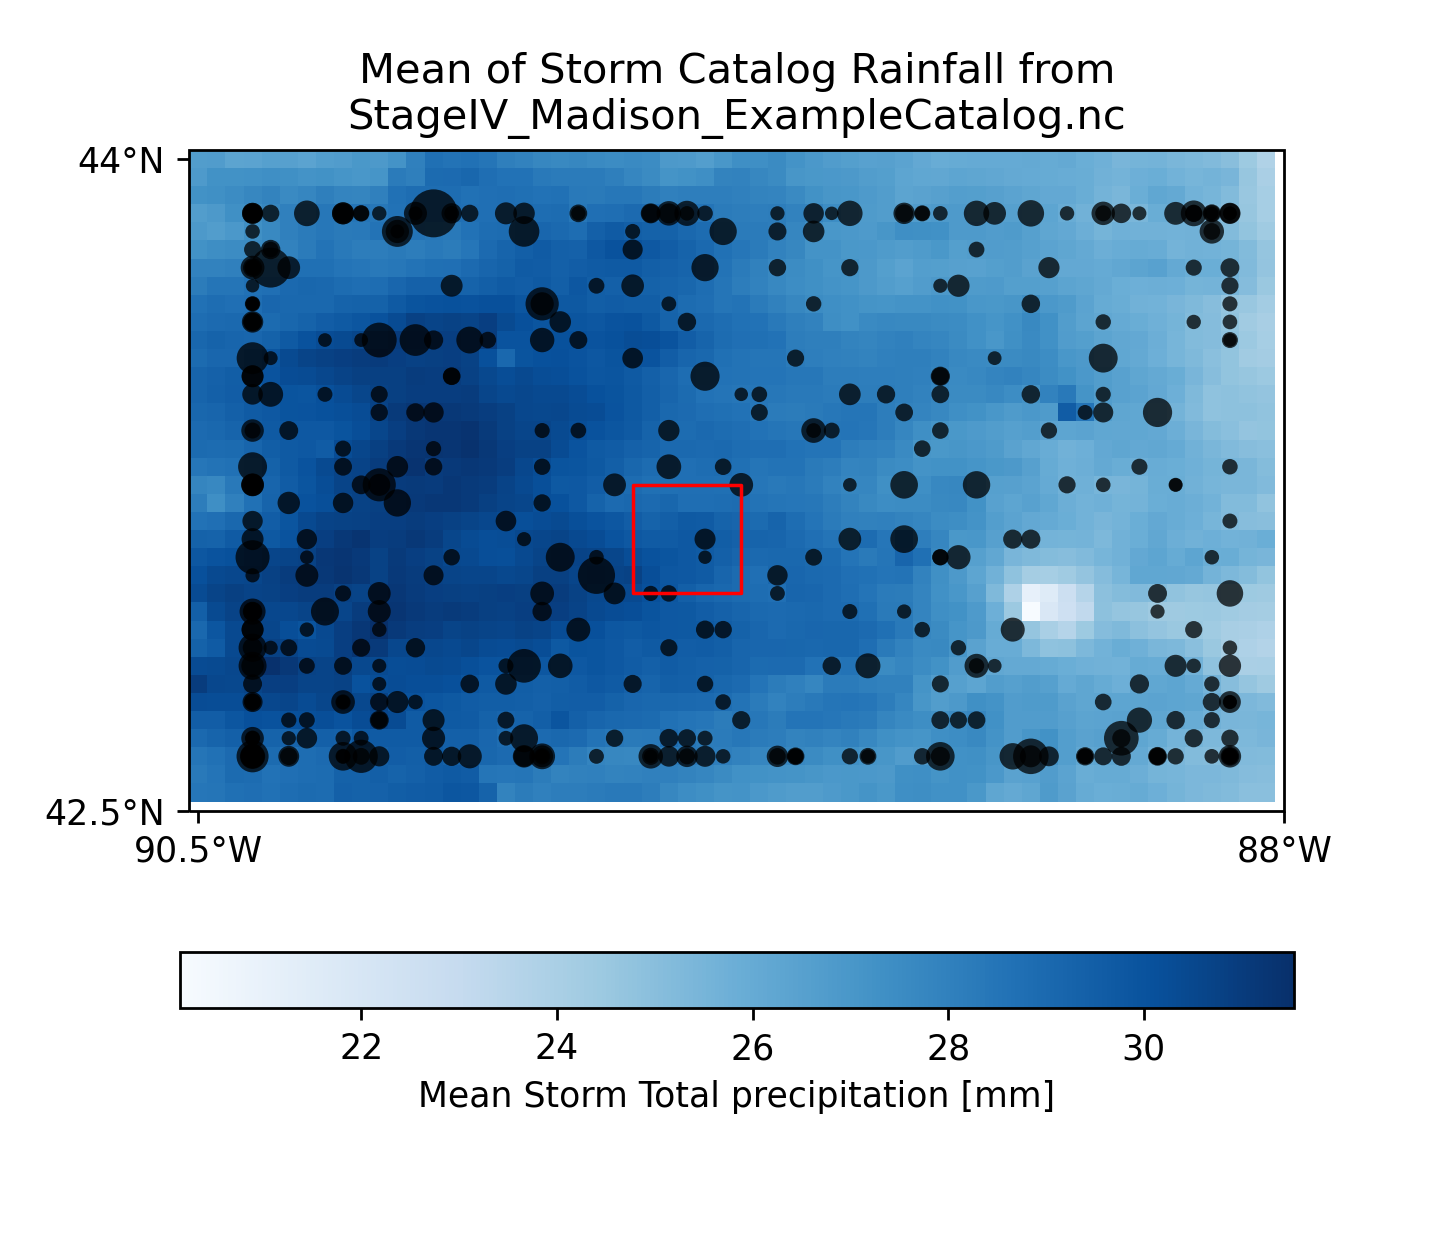 Mean of Storm Catalog Rainfall from
StageIV_Madison_ExampleCatalog.nc
44°N
42.5°N
90.5°W
88°W
22
24
26
28
30
Mean Storm Total precipitation [mm]